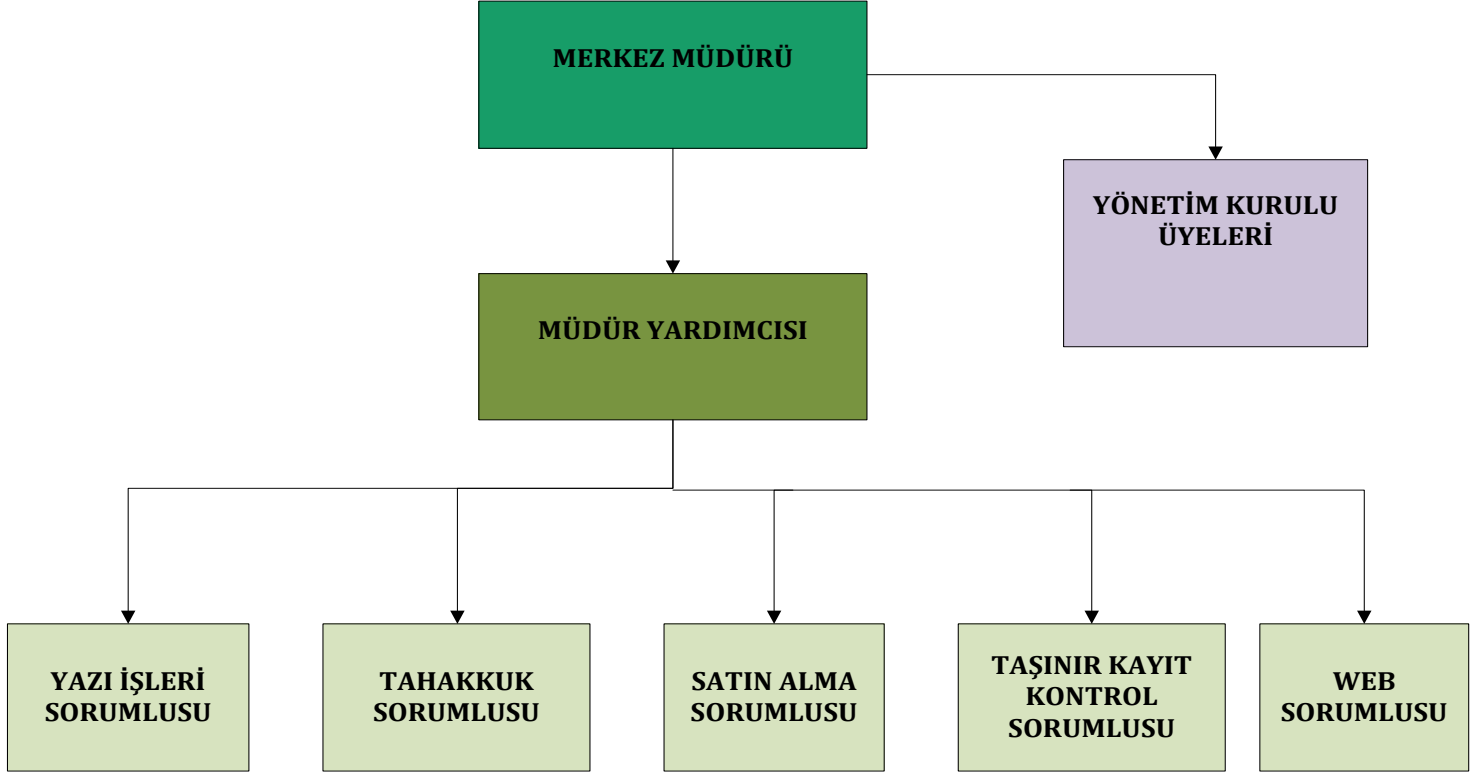 MERKEZ MÜDÜRÜ
YÖNETİM KURULU
ÜYELERİ
MÜDÜR YARDIMCISI
YAZI İŞLERİ
SORUMLUSU
TAHAKKUK
SORUMLUSU
SATIN ALMA
SORUMLUSU
TAŞINIR KAYIT
KONTROL
SORUMLUSU
WEB
SORUMLUSU